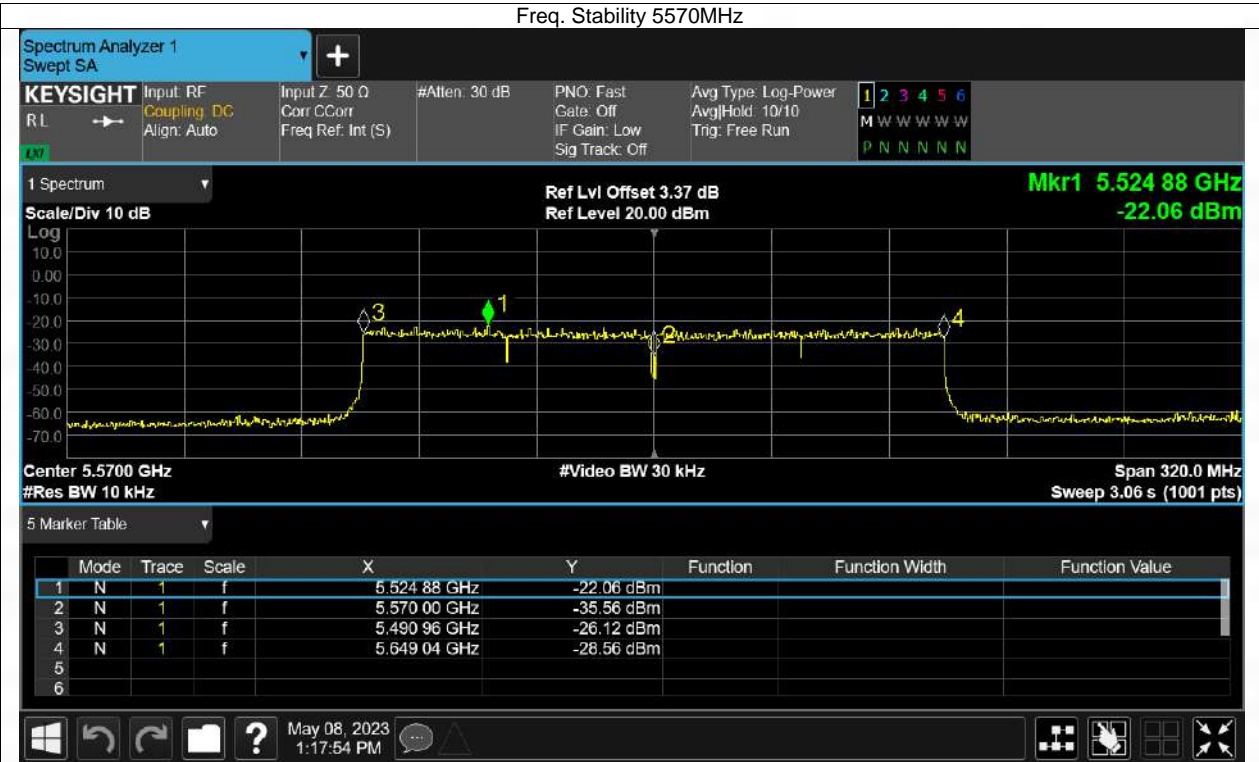 Freq. Stability 5570MHz
Spectrum Analyzer 1
Swept SA
+
KEYSIGHT
RL
LXI
Input: RF
Coupling: DC
Align: Auto
Input Z: 50 Ω
Corr CCorr
Freq Ref: Int (S)
#Atten: 30 dB
PNO: Fast
Gate: Off
IF Gain: Low
Sig Track: Off
Avg Type: Log-Power
Avg|Hold: 10/10
Trig: Free Run
1 2 3 4 5 6
M W W W W W
P N N N N N
1 Spectrum
Scale/Div 10 dB
Ref Lvl Offset 3.37 dB
Ref Level 20.00 dBm
Mkr1 5.524 88 GHz
-22.06 dBm
Log
10.0
0.00
-10.0
-20.0
-30.0
-40.0
-50.0
-60.0
-70.0
3
1
2
4
Center 5.5700 GHz
#Video BW 30 kHz
Span 320.0 MHz
#Res BW 10 kHz
Sweep 3.06 s (1001 pts)
5 Marker Table
Mode Trace Scale X Y Function Function Width Function Value
1 N 1 f 5.524 88 GHz -22.06 dBm
2 N 1 f 5.570 00 GHz -35.56 dBm
3 N 1 f 5.490 96 GHz -26.12 dBm
4 N 1 f 5.649 04 GHz -28.56 dBm
5
6
?
May 08, 2023
1:17:54 PM